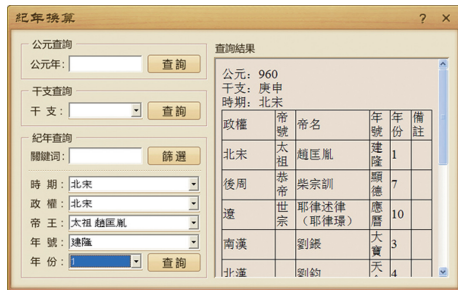 紀年換算
公元查詢
公元年:
查詢
干支查詢
干 支:
查詢
紀年查詢
關鍵词:
篩選
時 期: 北宋
政 權: 北宋
帝 王: 太祖 趙匡胤
年 號: 建隆
年 份: 1
查詢
查詢結果
公元: 960
干支: 庚申
時期: 北宋
政權 帝號 帝名 年號 年份 備註
北宋 太祖 趙匡胤 建隆 1
後周 恭帝 柴宗訓 顯德 7
遼 世宗 耶律述律（耶律璟） 應曆 10
南漢 劉鋹 大寶 3
北漢 劉鈞 天 4